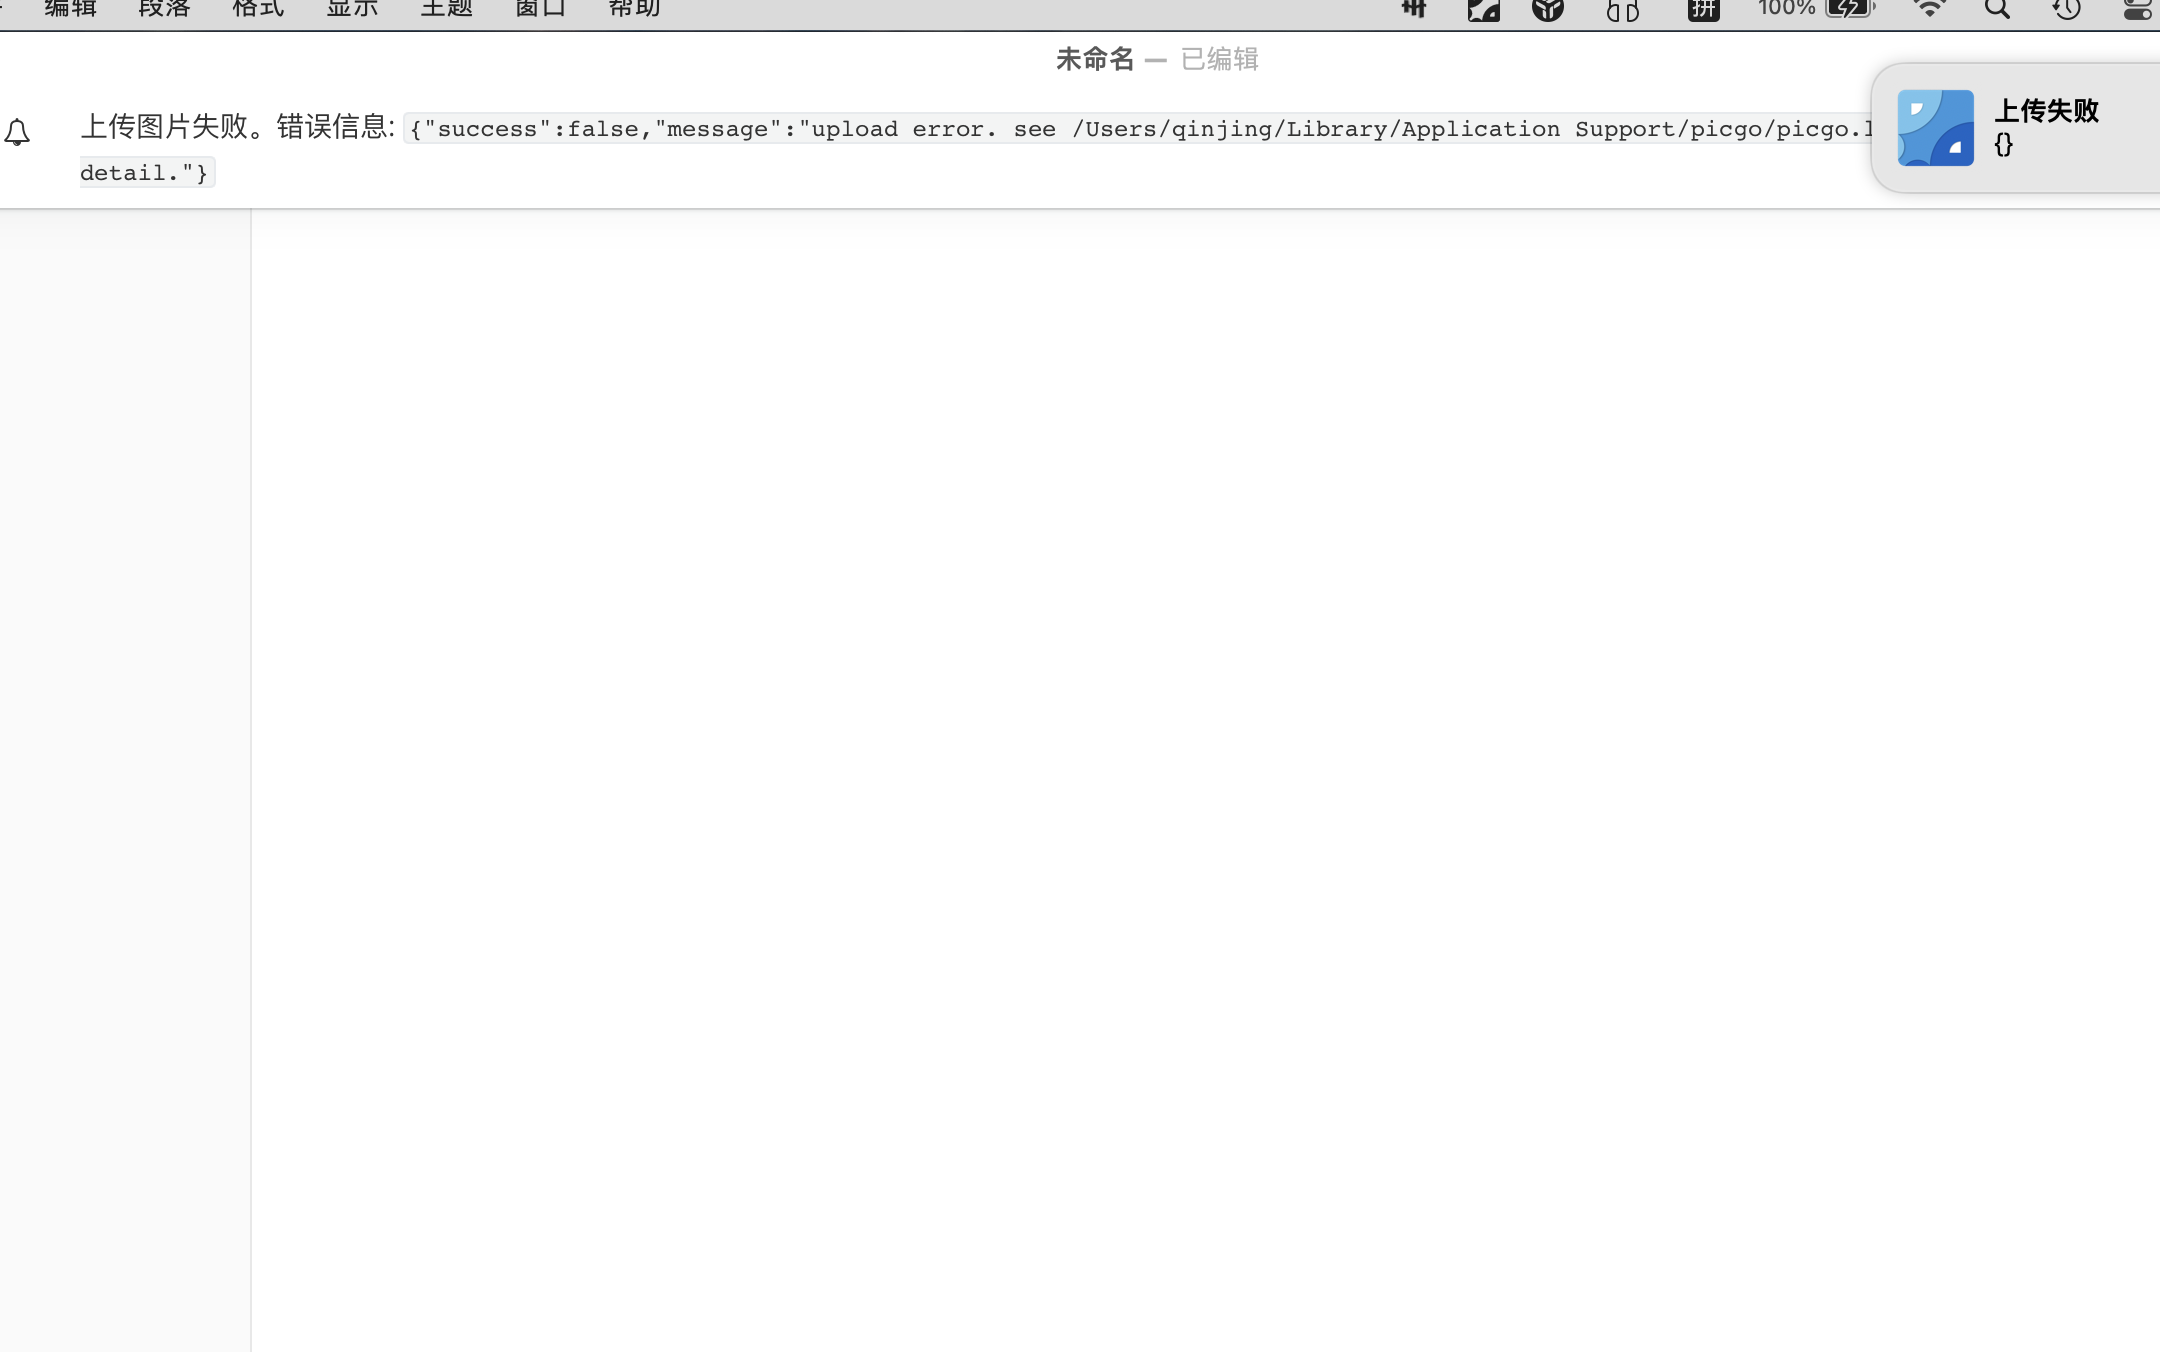 编辑 段落 格式 显示 主题 窗口 帮助 拼 100%
未命名 — 已编辑
上传图片失败。错误信息: {"success":false,"message":"upload error. see /Users/qinjing/Library/Application Support/picgo/picgo.l
detail."}
上传失败
{}